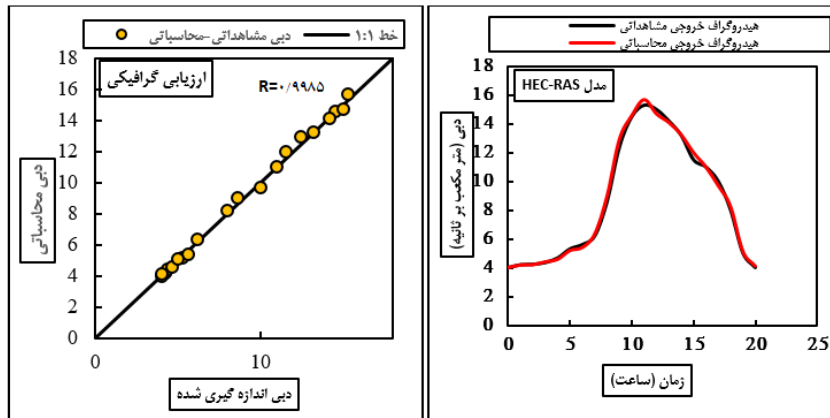 دبی مشاهداتی-محاسباتی
خط ۱:۱
ارزیابی گرافیکی
R=۰/۹۹۸۵
18
16
14
12
10
8
6
4
2
0
0
10
دبی محاسباتی
دبی اندازه گیری شده
هیدروگراف خروجی مشاهداتی
هیدروگراف خروجی محاسباتی
مدل HEC-RAS
18
16
14
12
10
8
6
4
2
0
0
5
10
15
20
25
دبی (متر مکعب بر ثانیه)
زمان (ساعت)